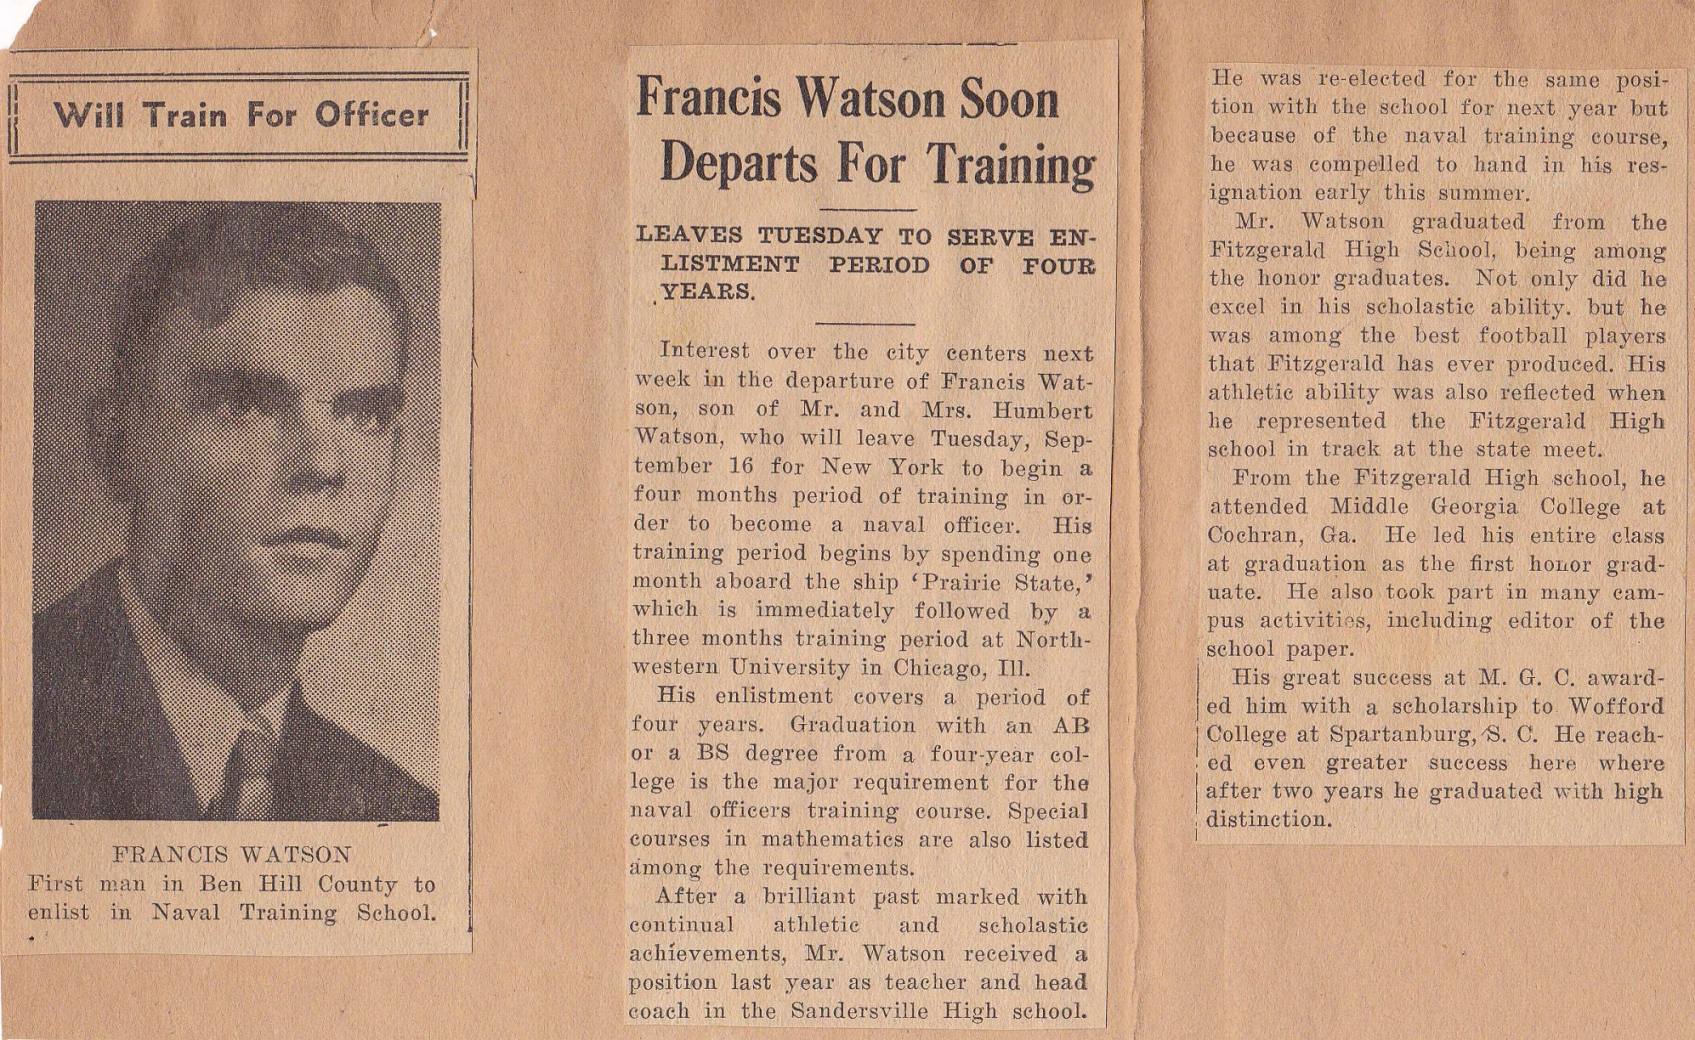 Will Train For Officer
FRANCIS WATSON
First man in Ben Hill County to
enlist in Naval Training School.
Francis Watson Soon
Departs For Training
LEAVES TUESDAY TO SERVE EN-
LISTMENT PERIOD OF FOUR
YEARS.
Interest over the city centers next
week in the departure of Francis Wat-
son, son of Mr. and Mrs. Humbert
Watson, who will leave Tuesday, Sep-
tember 16 for New York to begin a
four months period of training in or-
der to become a naval officer. His
training period begins by spending one
month aboard the ship ‘Prairie State,’
which is immediately followed by a
three months training period at North-
western University in Chicago, Ill.
His enlistment covers a period of
four years. Graduation with an AB
or a BS degree from a four-year col-
lege is the major requirement for the
naval officers training course. Special
courses in mathematics are also listed
among the requirements.
After a brilliant past marked with
continual athletic and scholastic
achievements, Mr. Watson received a
position last year as teacher and head
coach in the Sandersville High school.
He was re-elected for the same posi-
tion with the school for next year but
because of the naval training course,
he was compelled to hand in his res-
ignation early this summer.
Mr. Watson graduated from the
Fitzgerald High School, being among
the honor graduates. Not only did he
excel in his scholastic ability. but he
was among the best football players
that Fitzgerald has ever produced. His
athletic ability was also reflected when
he represented the Fitzgerald High
school in track at the state meet.
From the Fitzgerald High school, he
attended Middle Georgia College at
Cochran, Ga. He led his entire class
at graduation as the first honor grad-
uate. He also took part in many cam-
pus activities, including editor of the
school paper.
His great success at M. G. C. award-
ed him with a scholarship to Wofford
College at Spartanburg, S. C. He reach-
ed even greater success here where
after two years he graduated with high
distinction.